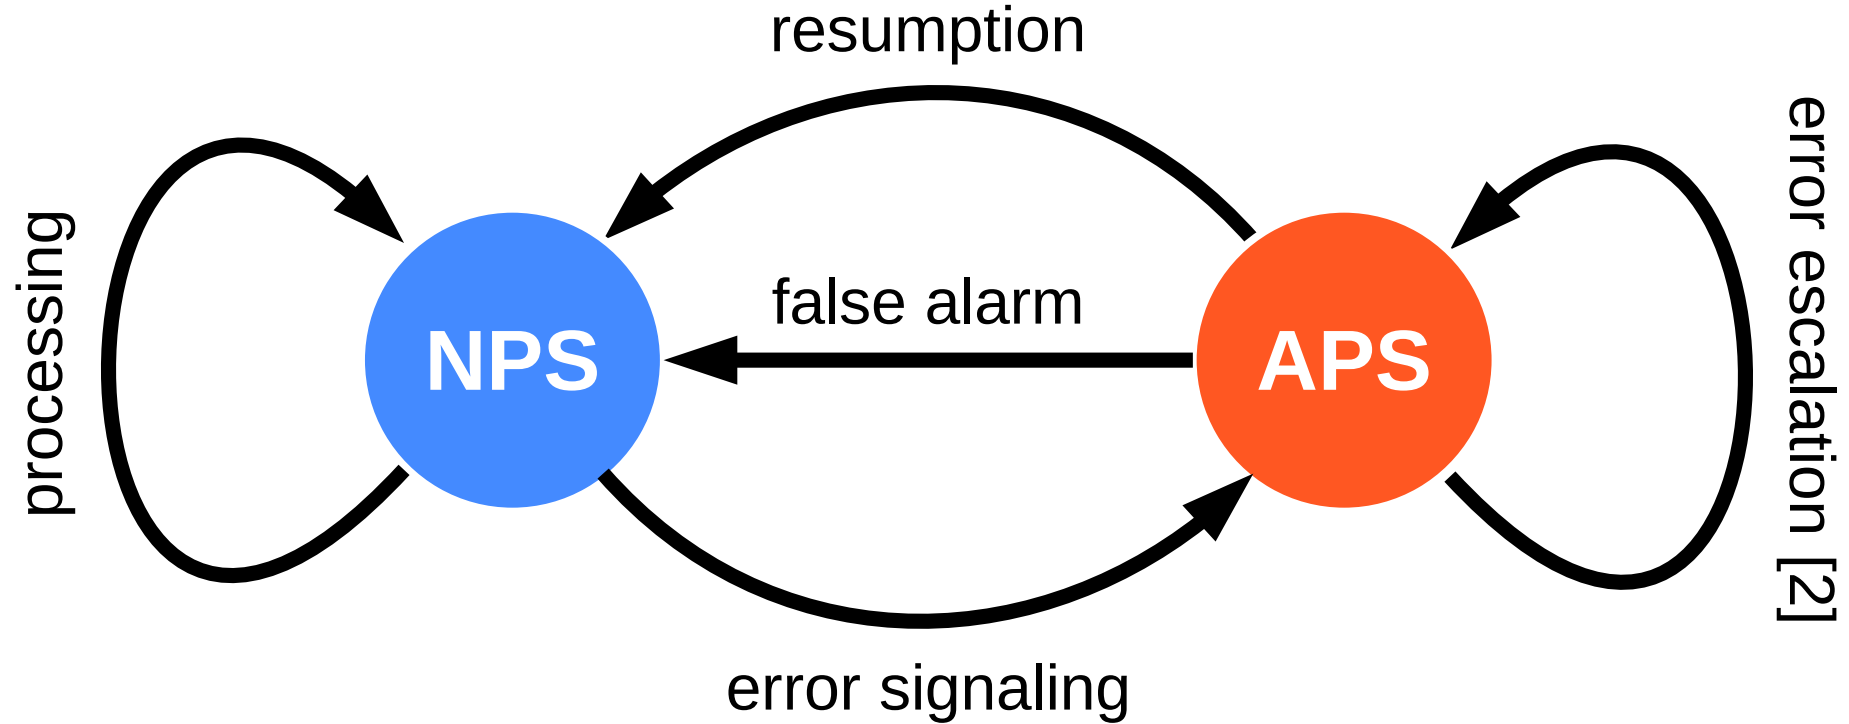 resumption
processing
NPS
false alarm
APS
error escalation [2]
error signaling